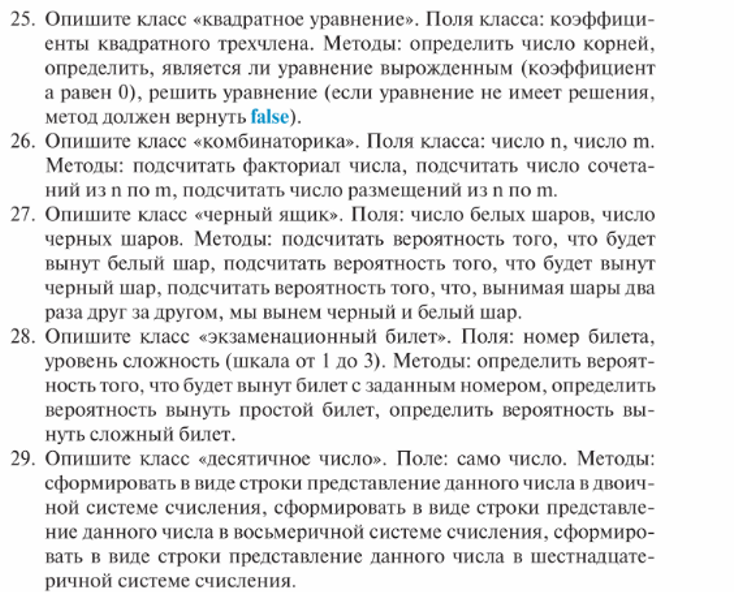 25. Опишите класс «квадратное уравнение». Поля класса: коэффици-
енты квадратного трехчлена. Методы: определить число корней,
определить, является ли уравнение вырожденным (коэффициент
а равен 0), решить уравнение (если уравнение не имеет решения,
метод должен вернуть false).
26. Опишите класс «комбинаторика». Поля класса: число n, число m.
Методы: подсчитать факториал числа, подсчитать число сочета-
ний из n по m, подсчитать число размещений из n по m.
27. Опишите класс «черный ящик». Поля: число белых шаров, число
черных шаров. Методы: подсчитать вероятность того, что будет
вынут белый шар, подсчитать вероятность того, что будет вынут
черный шар, подсчитать вероятность того, что, вынимая шары два
раза друг за другом, мы вынем черный и белый шар.
28. Опишите класс «экзаменационный билет». Поля: номер билета,
уровень сложность (шкала от 1 до 3). Методы: определить вероят-
ность того, что будет вынут билет с заданным номером, определить
вероятность вынуть простой билет, определить вероятность вы-
нуть сложный билет.
29. Опишите класс «десятичное число». Поле: само число. Методы:
сформировать в виде строки представление данного числа в двоич-
ной системе счисления, сформировать в виде строки представле-
ние данного числа в восьмеричной системе счисления, сформиро-
вать в виде строки представление данного числа в шестнадцате-
ричной системе счисления.